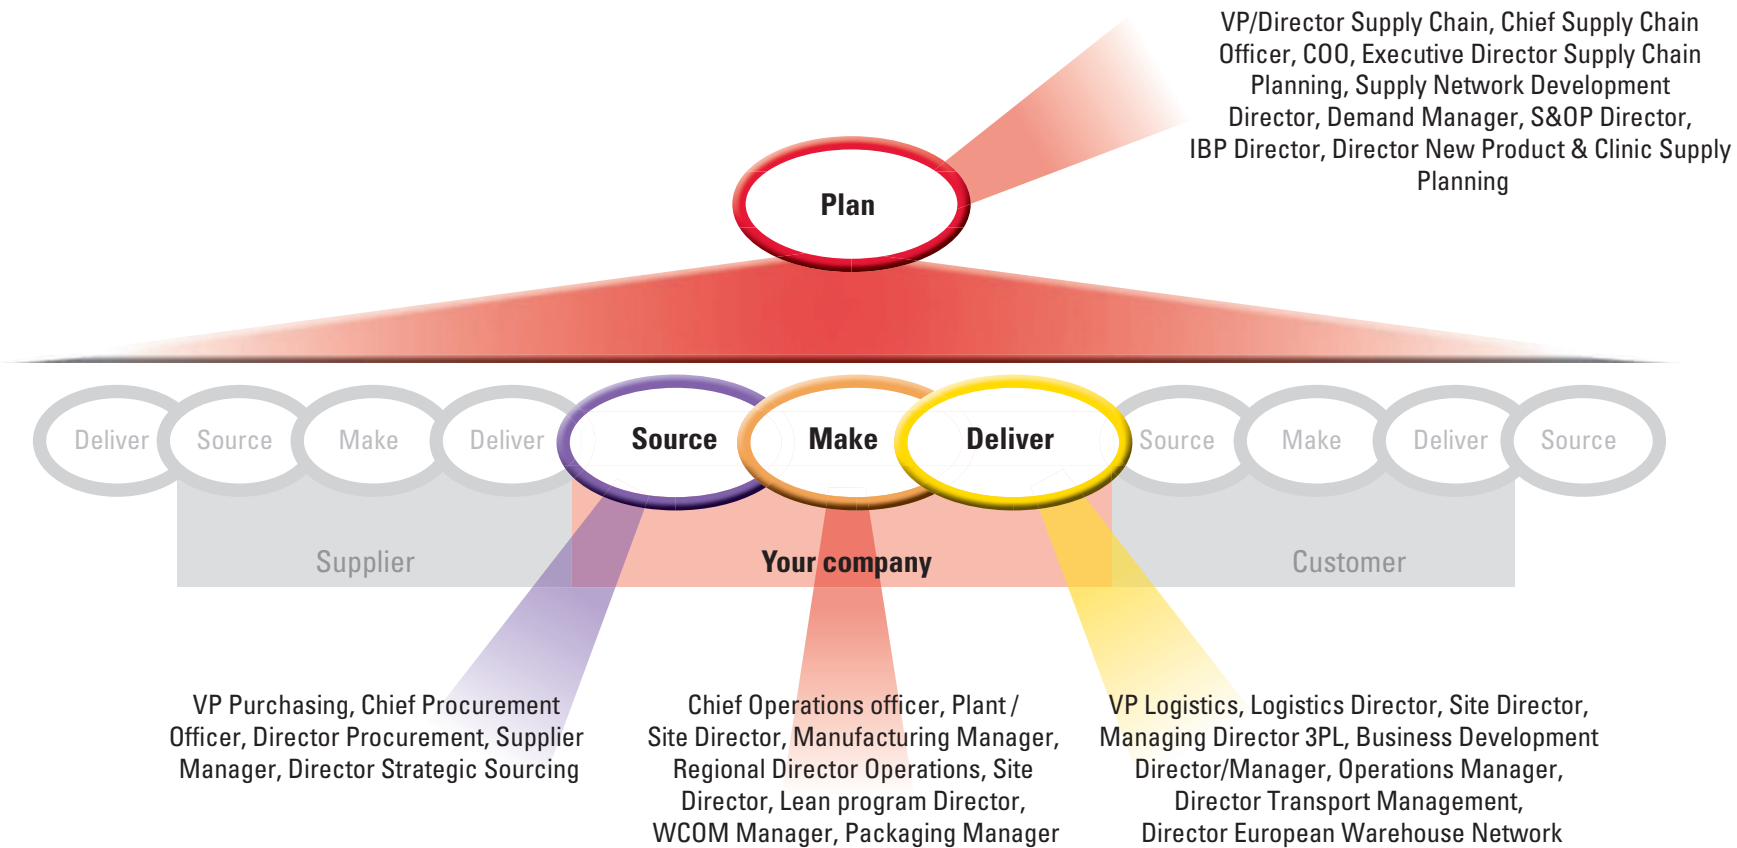 VP/Director Supply Chain, Chief Supply Chain
Officer, COO, Executive Director Supply Chain
Planning, Supply Network Development
Director, Demand Manager, S&OP Director,
IBP Director, Director New Product & Clinic Supply
Planning
Plan
Deliver
Source
Make
Deliver
Source
Make
Deliver
Source
Make
Deliver
Source
Supplier
Your company
Customer
VP Purchasing, Chief Procurement
Officer, Director Procurement, Supplier
Manager, Director Strategic Sourcing
Chief Operations officer, Plant /
Site Director, Manufacturing Manager,
Regional Director Operations, Site
Director, Lean program Director,
WCOM Manager, Packaging Manager
VP Logistics, Logistics Director, Site Director,
Managing Director 3PL, Business Development
Director/Manager, Operations Manager,
Director Transport Management,
Director European Warehouse Network